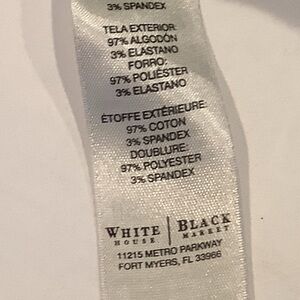 3% SPANDEX
TELA EXTERIOR:
97% ALGODÓN
3% ELASTANO
FORRO:
97% POLIÉSTER
3% ELASTANO
ÉTOFFE EXTÉRIEURE:
97% COTON
3% SPANDEX
DOUBLURE:
97% POLYESTER
3% SPANDEX
WHITE | BLACK
HOUSE | MARKET
11215 METRO PARKWAY
FORT MYERS, FL 33966